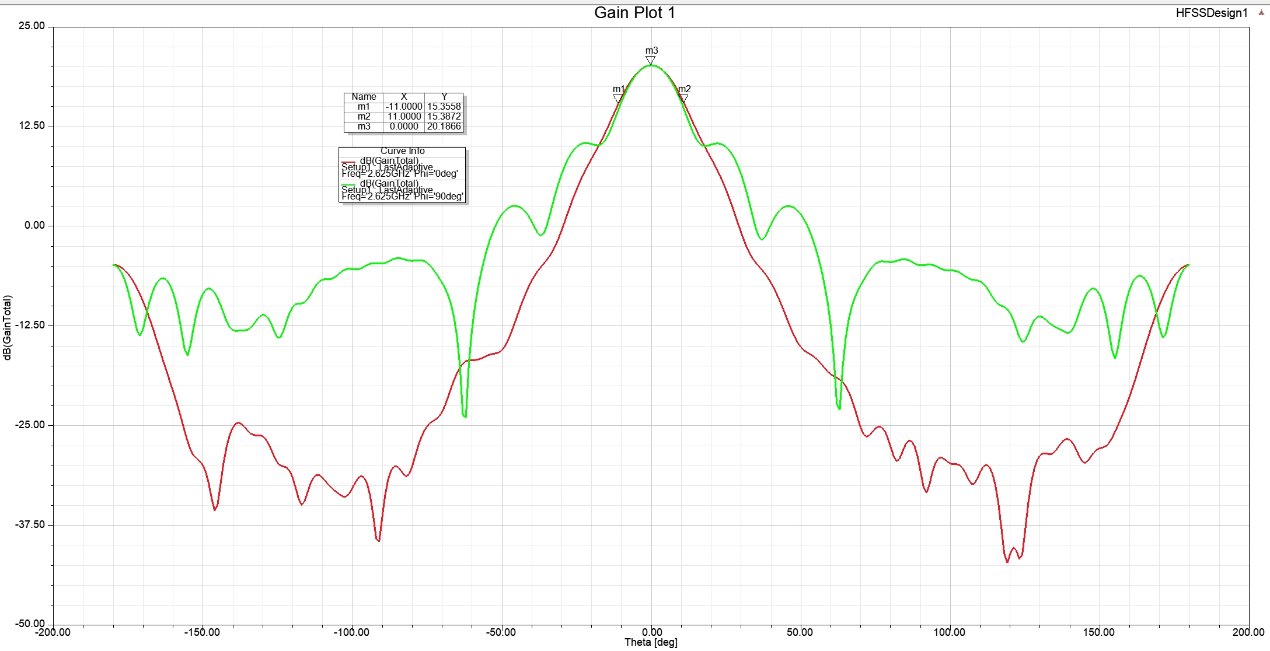 Gain Plot 1
HFSSDesign1
25.00
12.50
0.00
-12.50
-25.00
-37.50
-50.00
dB(GainTotal)
m3
m1
m2
Name X Y
m1 -11.0000 15.3558
m2 11.0000 15.3872
m3 0.0000 20.1866
Curve Info
dB(GainTotal)
Setup1 : LastAdaptive
Freq='2.625GHz' Phi='0deg'
dB(GainTotal)
Setup1 : LastAdaptive
Freq='2.625GHz' Phi='90deg'
-200.00 -150.00 -100.00 -50.00 0.00 50.00 100.00 150.00 200.00
Theta [deg]